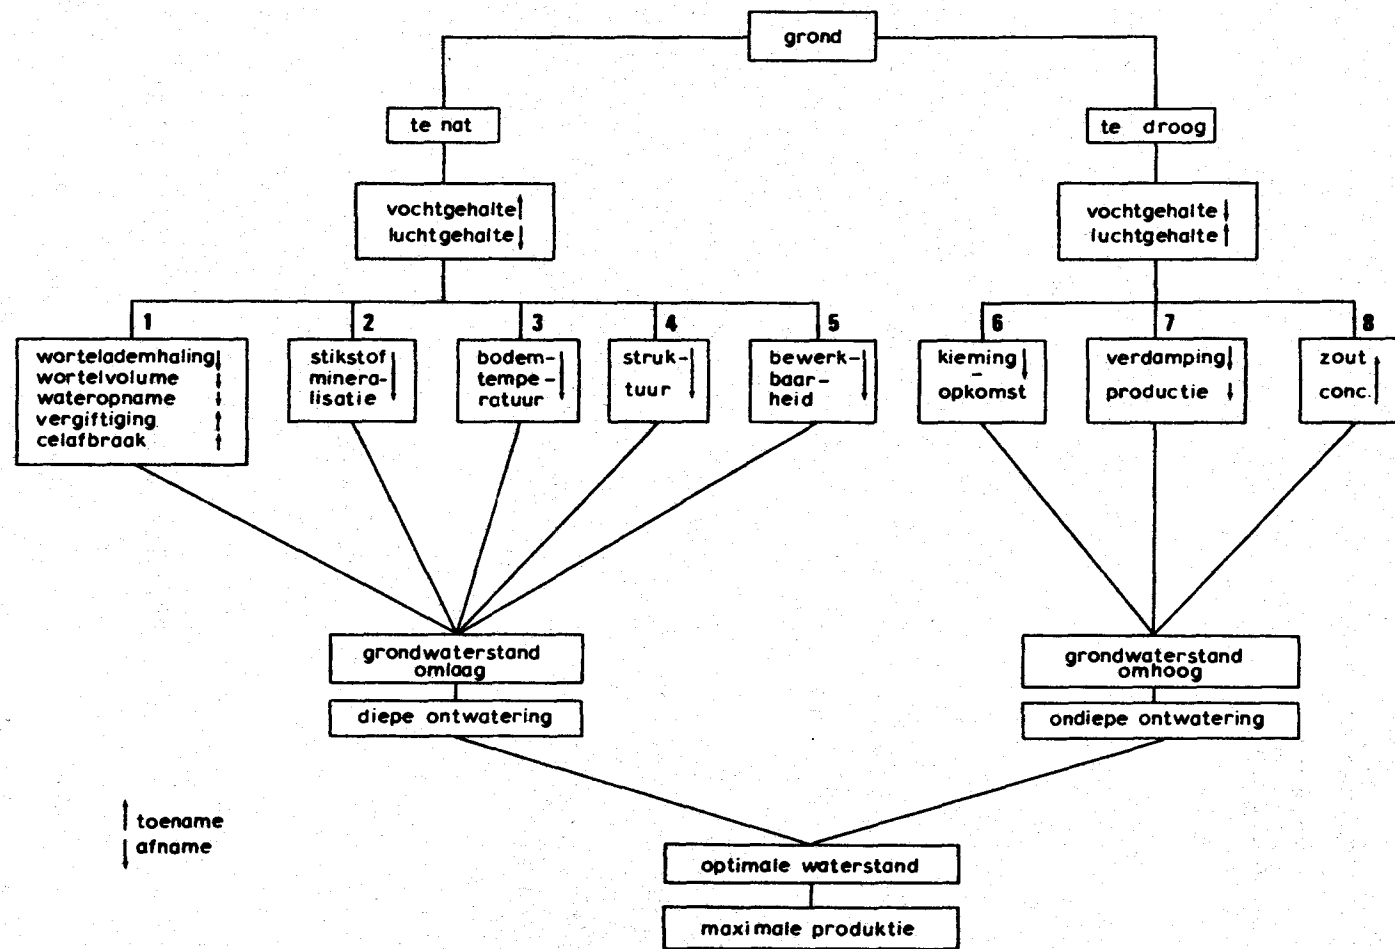 grond
te nat
te droog
vochtgehalte↑
luchtgehalte↓
vochtgehalte↓
luchtgehalte↑
1
2
3
4
5
6
7
8
wortelademhaling↓
wortelvolume ↓
wateropname ↓
vergiftiging ↑
celafbraak ↑
stikstof
minera-
lisatie ↓
bodem-
tempe-
ratuur ↓
struk-
tuur ↓
bewerk-
baar-
heid ↓
kieming ↓
-
opkomst
verdamping↓
productie ↓
zout
conc. ↑
grondwaterstand
omlaag
diepe ontwatering
grondwaterstand
omhoog
ondiepe ontwatering
↑ toename
↓ afname
optimale waterstand
maximale produktie